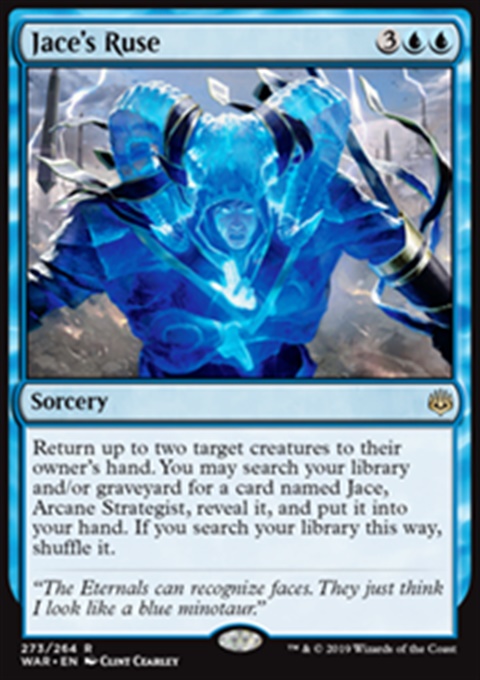 Jace's Ruse 3
Sorcery
Return up to two target creatures to their
owner's hand. You may search your library
and/or graveyard for a card named Jace,
Arcane Strategist, reveal it, and put it into
your hand. If you search your library this way,
shuffle it.
"The Eternals can recognize faces. They just think
I look like a blue minotaur."
273/264 R
WAR • EN Clint Cearley
™ & © 2019 Wizards of the Coast